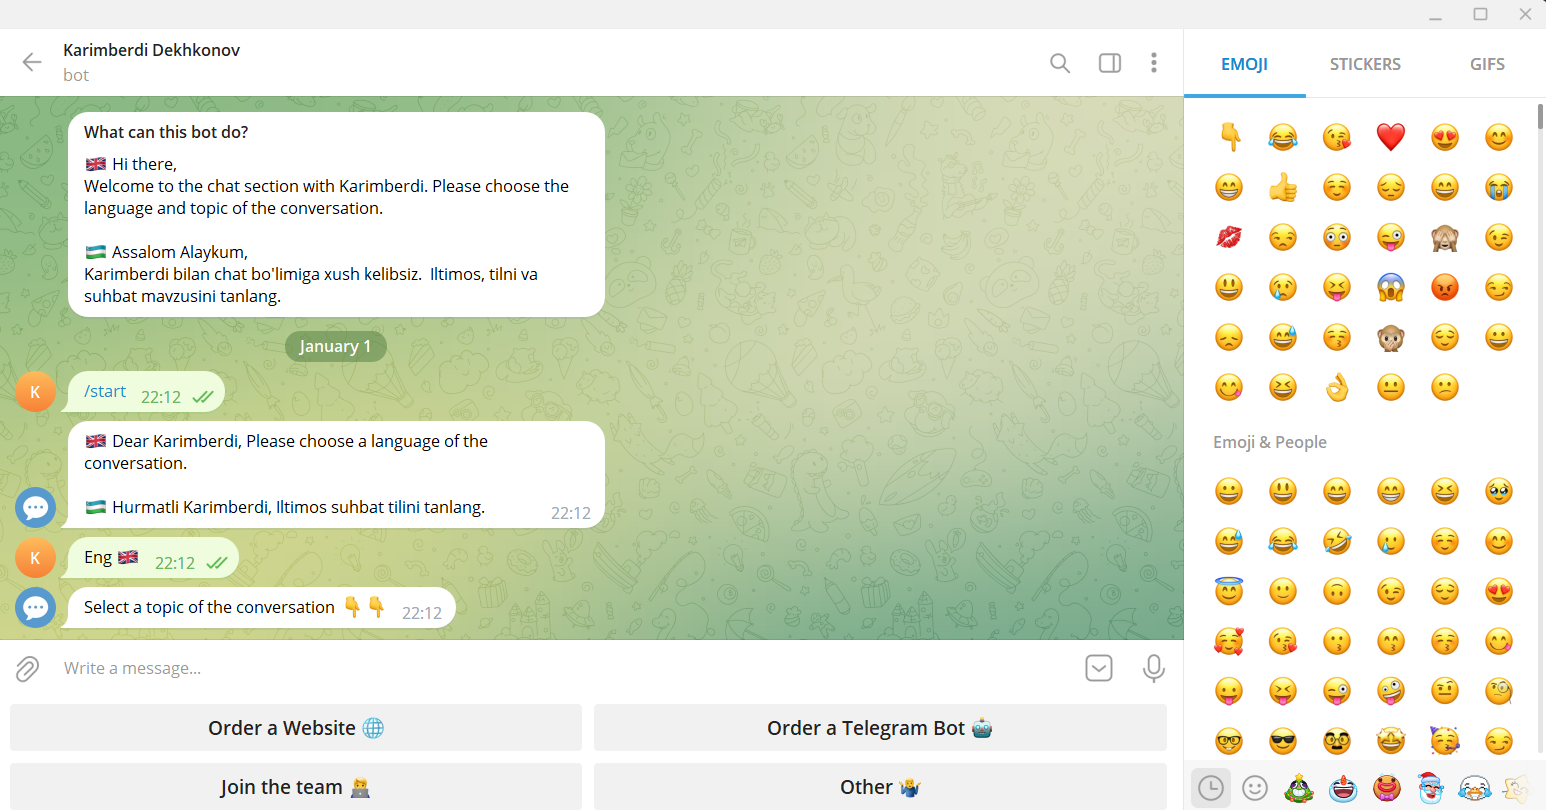 Karimberdi Dekhkonov
bot
EMOJI
STICKERS
GIFS
What can this bot do?
🇬🇧 Hi there,
Welcome to the chat section with Karimberdi. Please choose the
language and topic of the conversation.
🇺🇿 Assalom Alaykum,
Karimberdi bilan chat bo'limiga xush kelibsiz.  Iltimos, tilni va
suhbat mavzusini tanlang.
January 1
K
/start 22:12
🇬🇧 Dear Karimberdi, Please choose a language of the
conversation.
🇺🇿 Hurmatli Karimberdi, Iltimos suhbat tilini tanlang.
22:12
K
Eng 🇬🇧 22:12
Select a topic of the conversation 👇👇 22:12
Write a message...
Order a Website 🌐
Order a Telegram Bot 🤖
Join the team 👨‍💻
Other 🤷‍♂️
Emoji & People